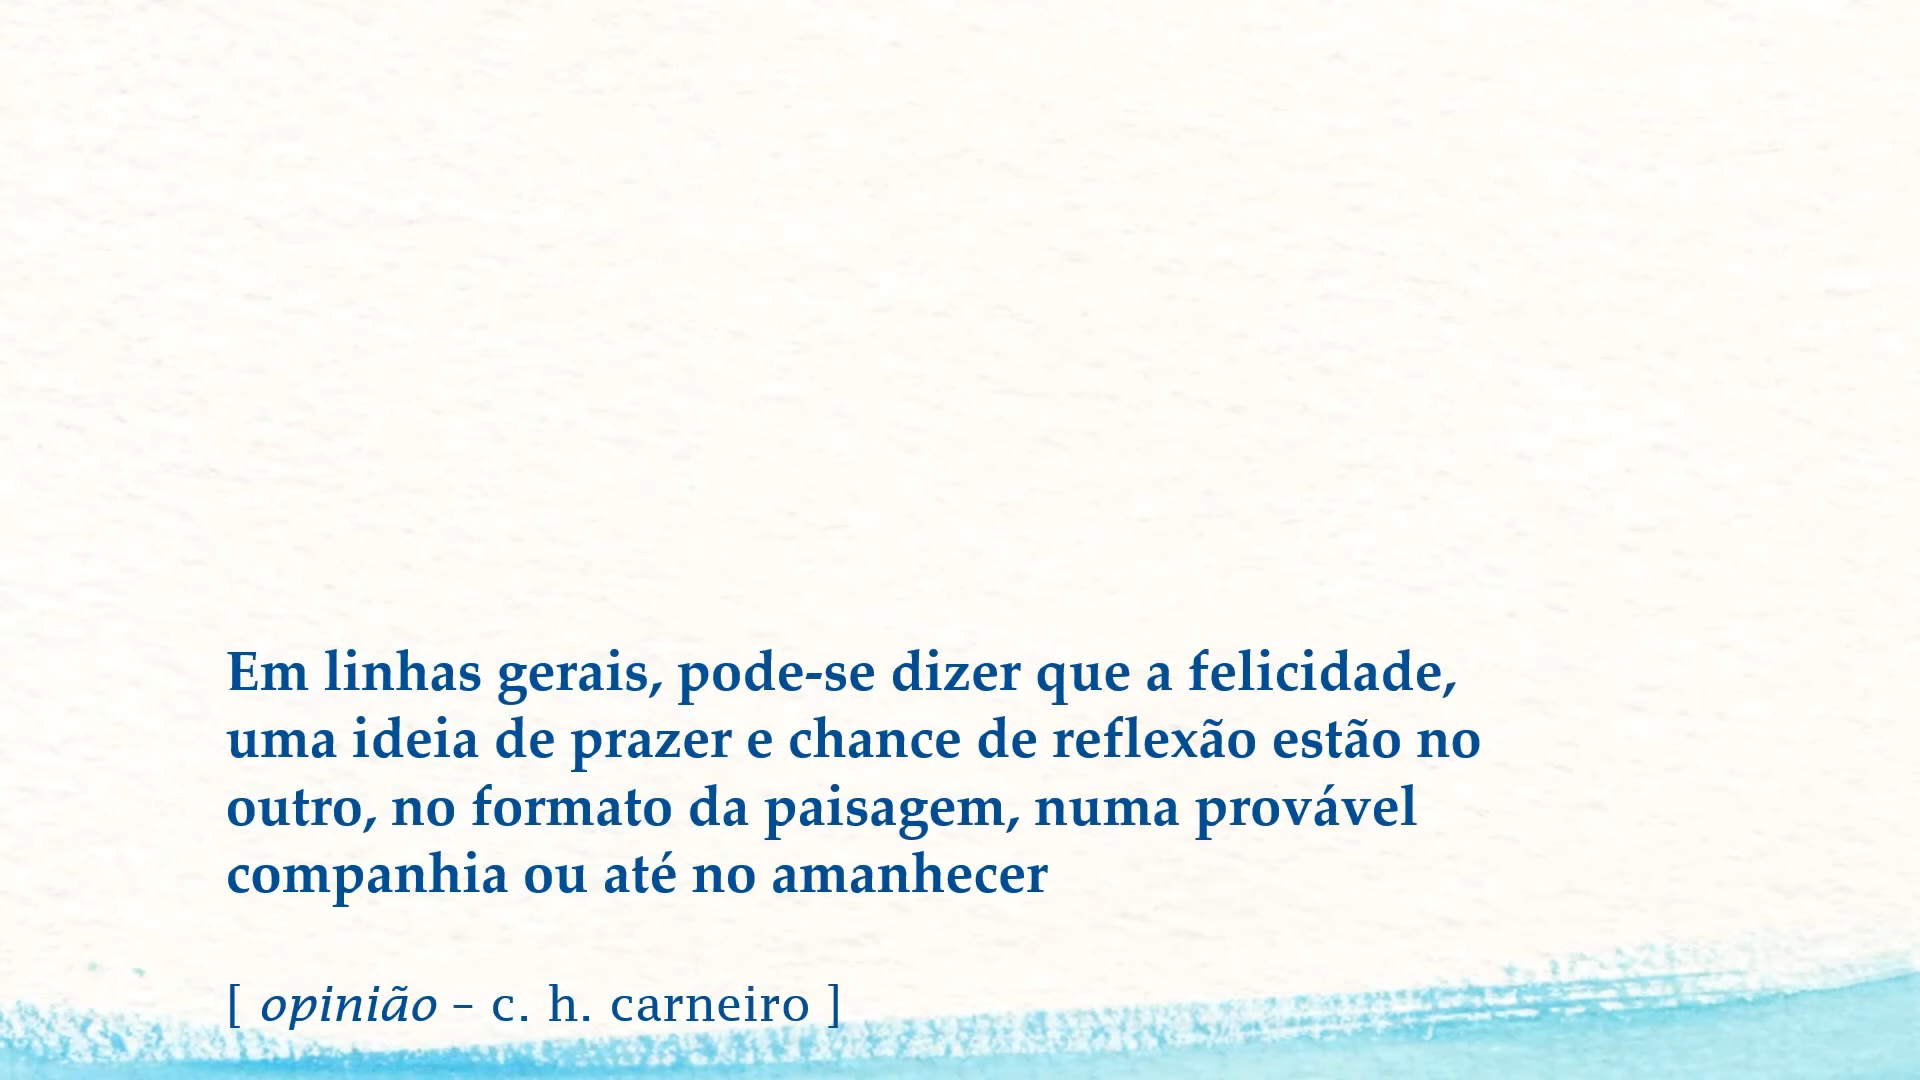 Em linhas gerais, pode-se dizer que a felicidade,
uma ideia de prazer e chance de reflexão estão no
outro, no formato da paisagem, numa provável
companhia ou até no amanhecer
[ opinião – c. h. carneiro ]